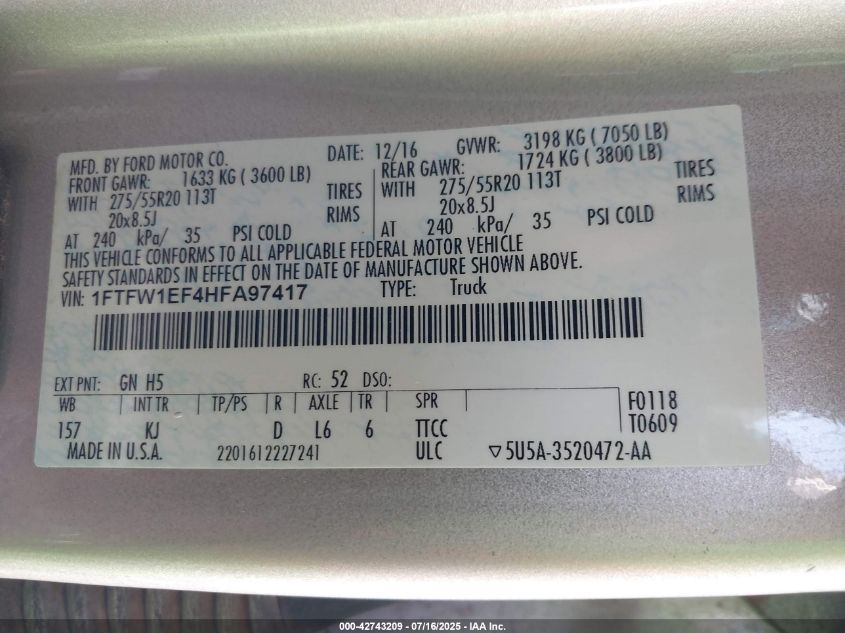 MFD. BY FORD MOTOR CO.
DATE: 12/16 GVWR: 3198 KG ( 7050 LB)
FRONT GAWR: 1633 KG ( 3600 LB)
WITH 275/55R20 113T TIRES
20x8.5J RIMS
AT 240 kPa/ 35 PSI COLD
REAR GAWR: 1724 KG ( 3800 LB)
WITH 275/55R20 113T TIRES
20x8.5J RIMS
AT 240 kPa/ 35 PSI COLD
THIS VEHICLE CONFORMS TO ALL APPLICABLE FEDERAL MOTOR VEHICLE
SAFETY STANDARDS IN EFFECT ON THE DATE OF MANUFACTURE SHOWN ABOVE.
VIN: 1FTFW1EF4HFA97417 TYPE: Truck
EXT PNT: GN H5 RC: 52 DSO:
WB INT TR TP/PS R AXLE TR SPR F0118
157 KJ D L6 6 TTCC T0609
MADE IN U.S.A. 2201612227241 ULC ▽5U5A-3520472-AA
000-42743209 - 07/16/2025 - IAA Inc.